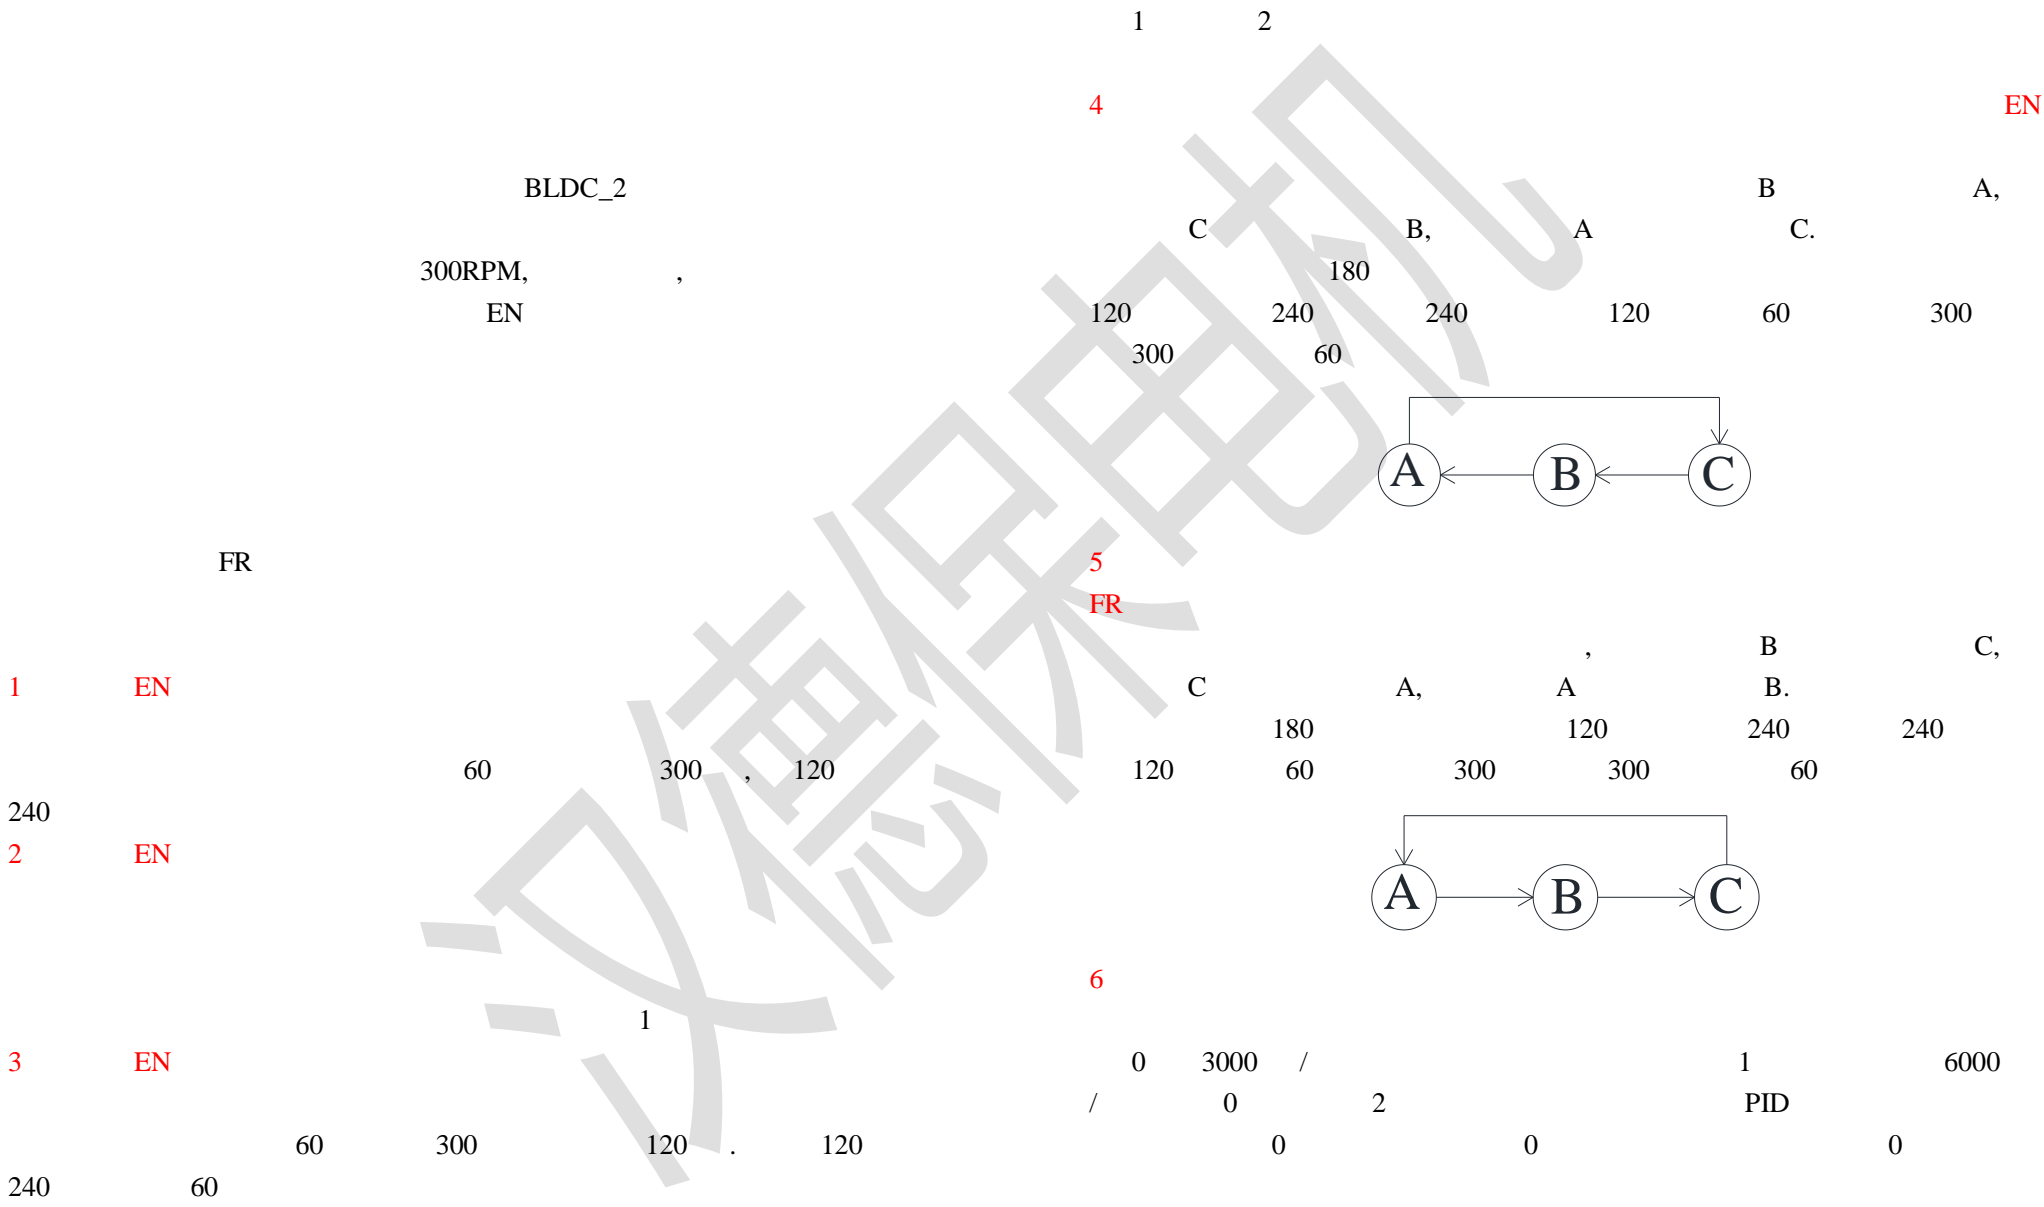 BLDC_2
300RPM, ,
EN
FR
1 EN
60 300 , 120
240
2 EN
1
3 EN
60 300 120 . 120
240 60
1 2
4 EN
B A,
C B, A C.
180
120 240 240 120 60 300
300 60
A B C
5
FR
, B C,
C A, A B.
180 120 240 240
120 60 300 300 60
A B C
6
0 3000 / 1 6000
/ 0 2 PID
0 0 0
汉德保电机